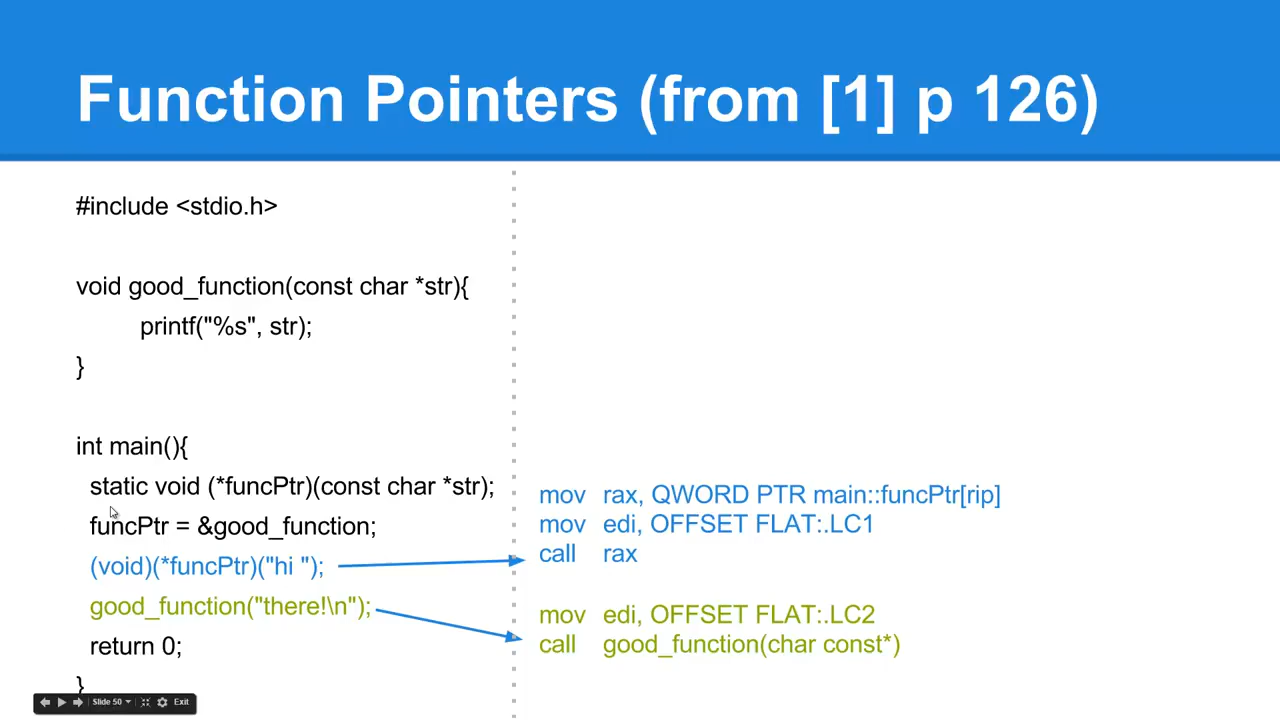 Function Pointers (from [1] p 126)
#include <stdio.h>
void good_function(const char *str){
printf("%s", str);
}
int main(){
static void (*funcPtr)(const char *str);
funcPtr = &good_function;
(void)(*funcPtr)("hi ");
good_function("there!\n");
return 0;
}
mov rax, QWORD PTR main::funcPtr[rip]
mov edi, OFFSET FLAT:.LC1
call rax
mov edi, OFFSET FLAT:.LC2
call good_function(char const*)
Slide 50 Exit